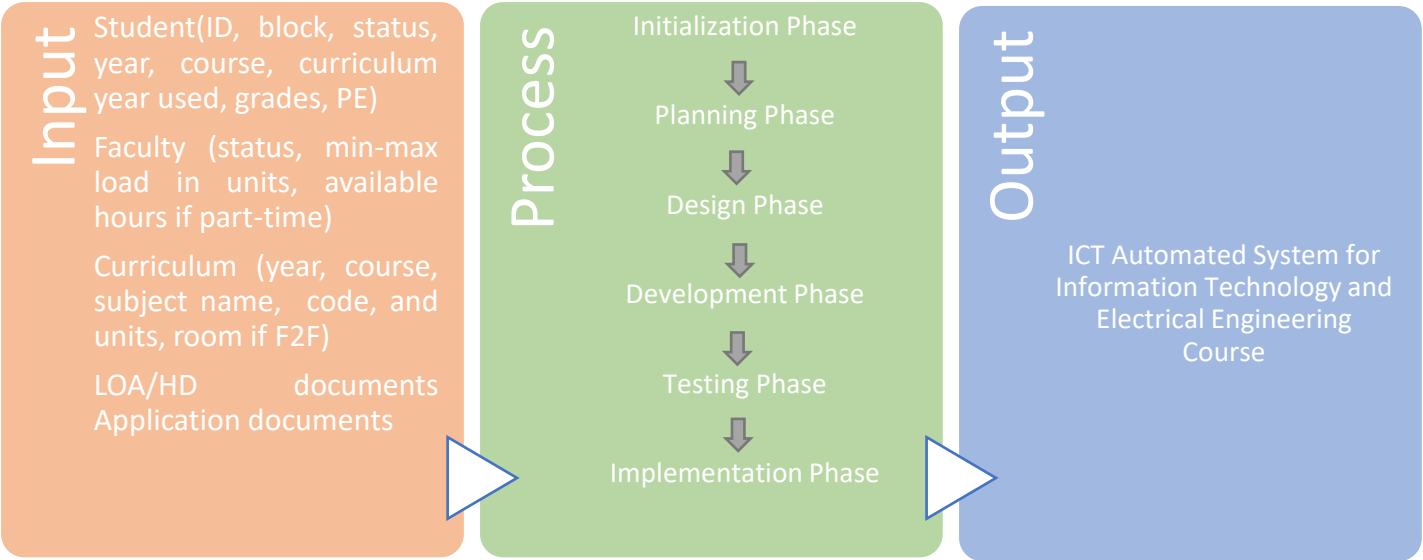 Input
Student(ID, block, status,
year, course, curriculum
year used, grades, PE)
Faculty (status, min-max
load in units, available
hours if part-time)
Curriculum (year, course,
subject name, code, and
units, room if F2F)
LOA/HD documents
Application documents
Process
Initialization Phase
Planning Phase
Design Phase
Development Phase
Testing Phase
Implementation Phase
Output
ICT Automated System for
Information Technology and
Electrical Engineering
Course